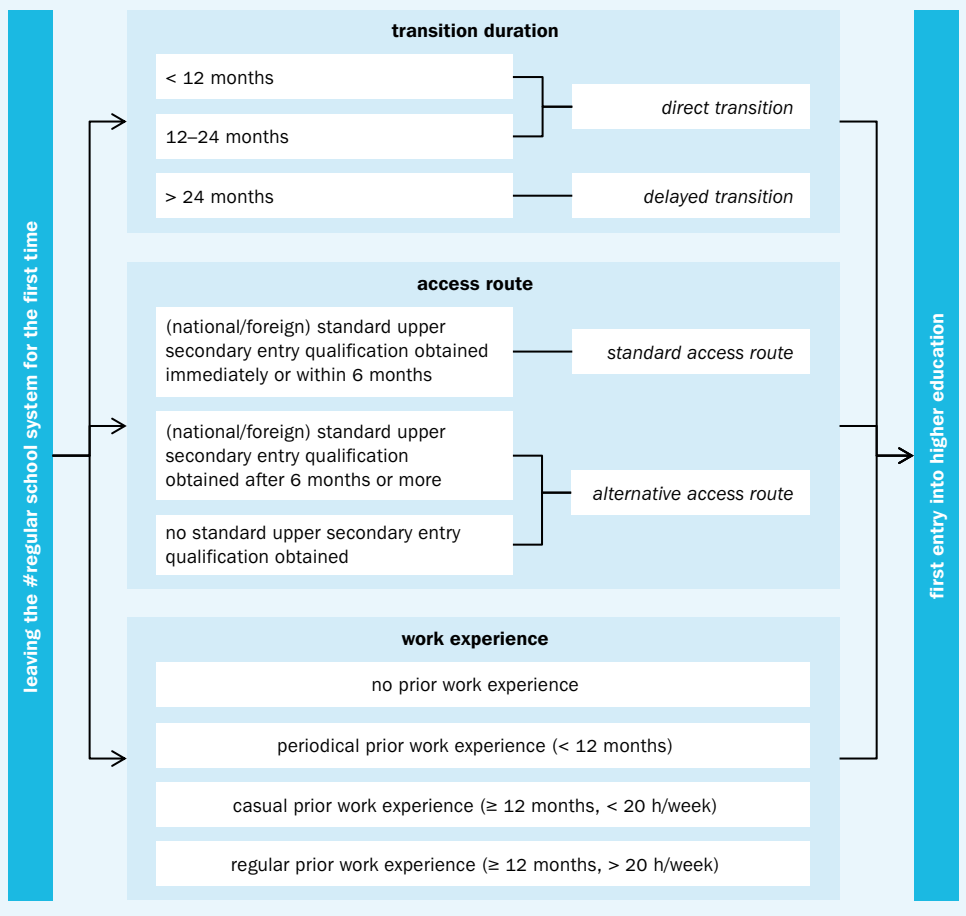 leaving the #regular school system for the first time
transition duration
< 12 months
12–24 months
direct transition
> 24 months
delayed transition
access route
(national/foreign) standard upper
secondary entry qualification obtained
immediately or within 6 months
standard access route
(national/foreign) standard upper
secondary entry qualification
obtained after 6 months or more
no standard upper secondary entry
qualification obtained
alternative access route
work experience
no prior work experience
periodical prior work experience (< 12 months)
casual prior work experience (≥ 12 months, < 20 h/week)
regular prior work experience (≥ 12 months, > 20 h/week)
first entry into higher education